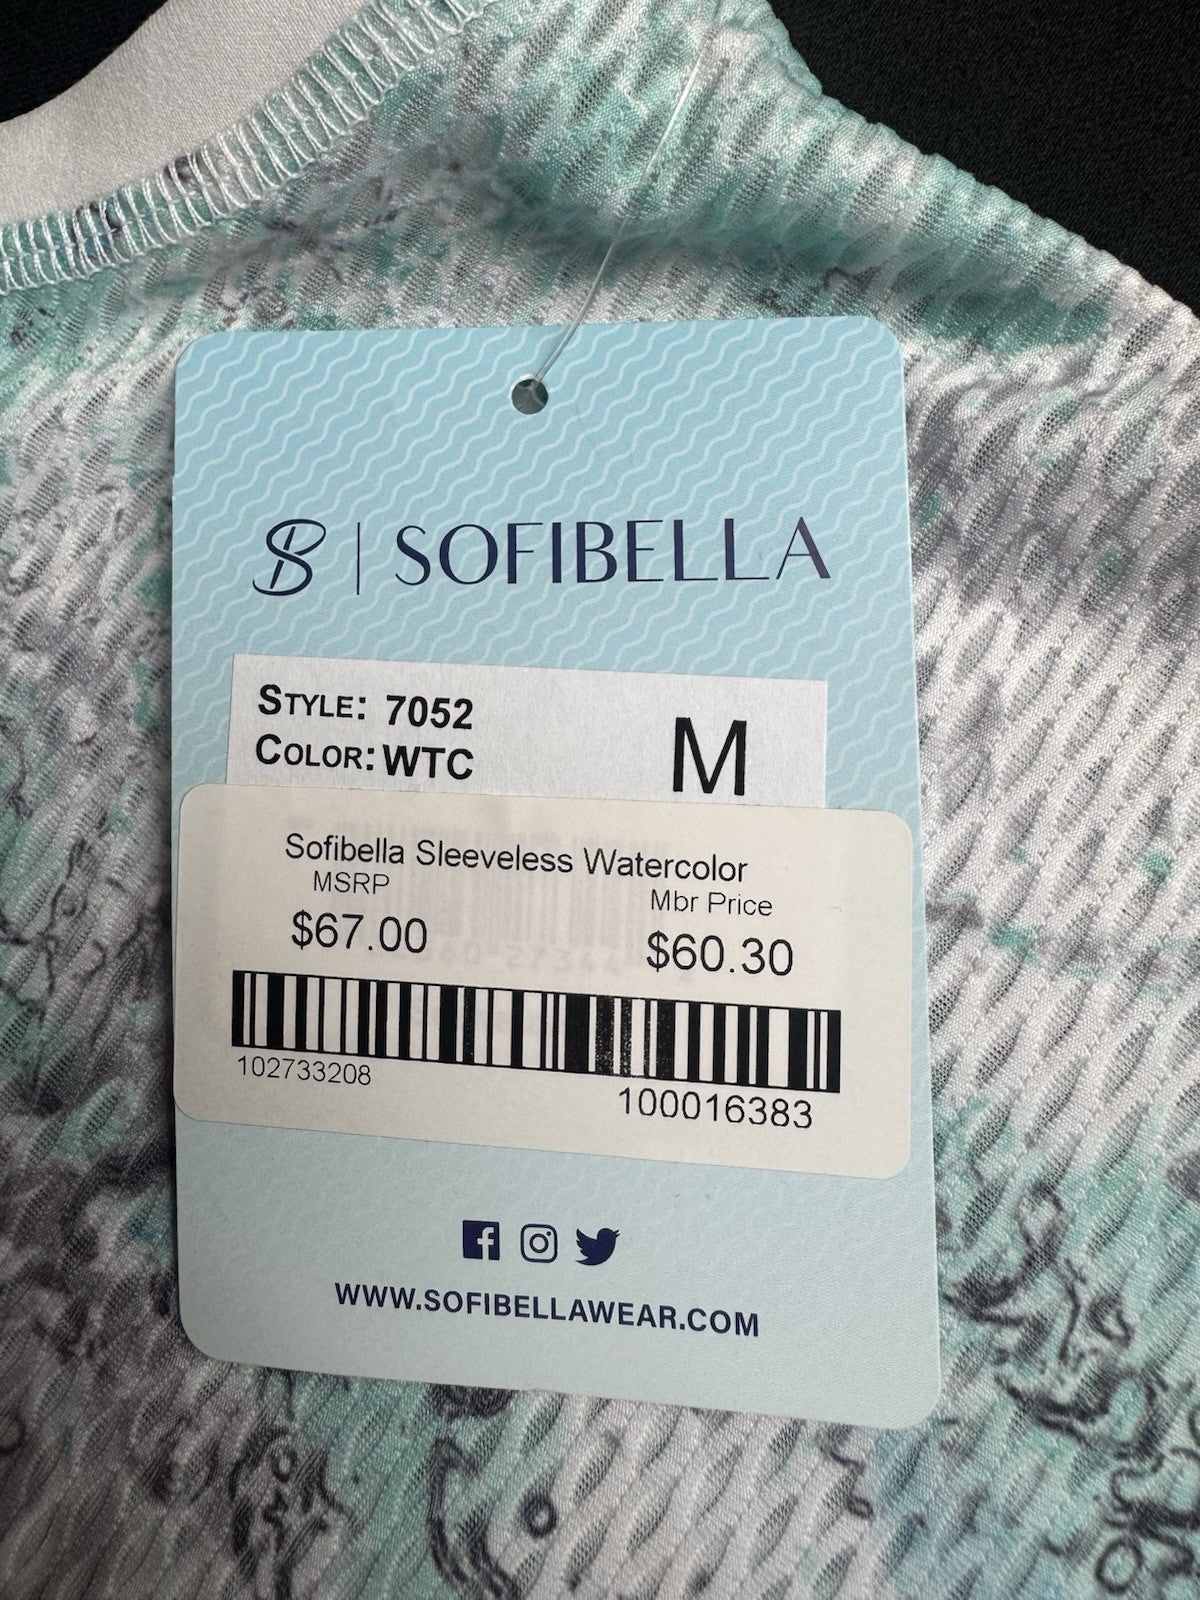 B | SOFIBELLA
STYLE: 7052
COLOR: WTC
M
Sofibella Sleeveless Watercolor
MSRP
Mbr Price
$67.00
$60.30
102733208
100016383
WWW.SOFIBELLAWEAR.COM